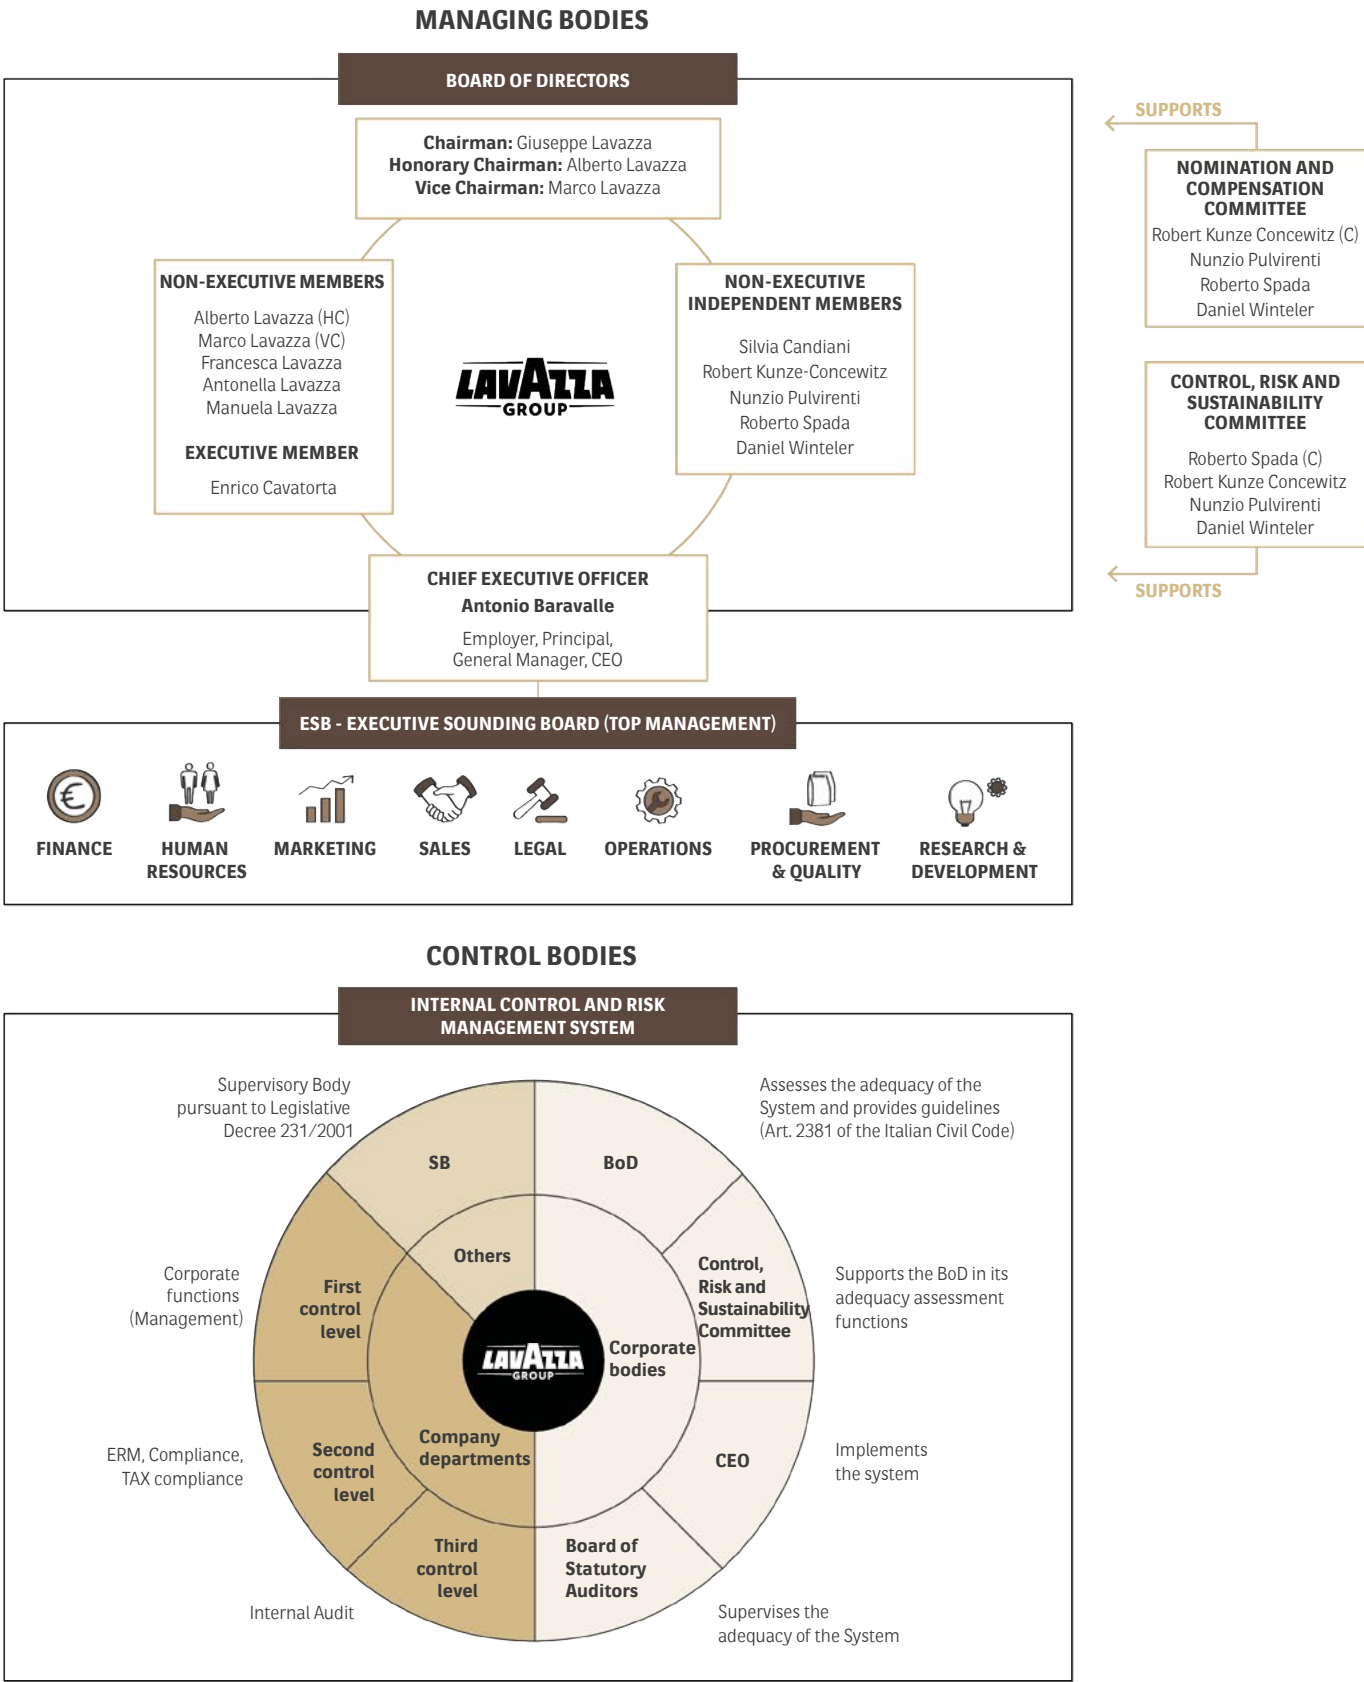 MANAGING BODIES
BOARD OF DIRECTORS
Chairman: Giuseppe Lavazza
Honorary Chairman: Alberto Lavazza
Vice Chairman: Marco Lavazza
NON-EXECUTIVE MEMBERS
Alberto Lavazza (HC)
Marco Lavazza (VC)
Francesca Lavazza
Antonella Lavazza
Manuela Lavazza
EXECUTIVE MEMBER
Enrico Cavatorta
LAVAZZA
GROUP
NON-EXECUTIVE
INDEPENDENT MEMBERS
Silvia Candiani
Robert Kunze-Concewitz
Nunzio Pulvirenti
Roberto Spada
Daniel Winteler
CHIEF EXECUTIVE OFFICER
Antonio Baravalle
Employer, Principal,
General Manager, CEO
SUPPORTS
NOMINATION AND
COMPENSATION
COMMITTEE
Robert Kunze Concewitz (C)
Nunzio Pulvirenti
Roberto Spada
Daniel Winteler
CONTROL, RISK AND
SUSTAINABILITY
COMMITTEE
Roberto Spada (C)
Robert Kunze Concewitz
Nunzio Pulvirenti
Daniel Winteler
SUPPORTS
ESB - EXECUTIVE SOUNDING BOARD (TOP MANAGEMENT)
FINANCE
HUMAN
RESOURCES
MARKETING
SALES
LEGAL
OPERATIONS
PROCUREMENT
& QUALITY
RESEARCH &
DEVELOPMENT
CONTROL BODIES
INTERNAL CONTROL AND RISK
MANAGEMENT SYSTEM
Supervisory Body
pursuant to Legislative
Decree 231/2001
Assesses the adequacy of the
System and provides guidelines
(Art. 2381 of the Italian Civil Code)
SB
BoD
Others
Corporate
functions
(Management)
First
control
level
Control,
Risk and
Sustainability
Committee
Supports the BoD in its
adequacy assessment
functions
LAVAZZA
GROUP
Corporate
bodies
Company
departments
ERM, Compliance,
TAX compliance
Second
control
level
CEO
Implements
the system
Third
control
level
Board of
Statutory
Auditors
Internal Audit
Supervises the
adequacy of the System